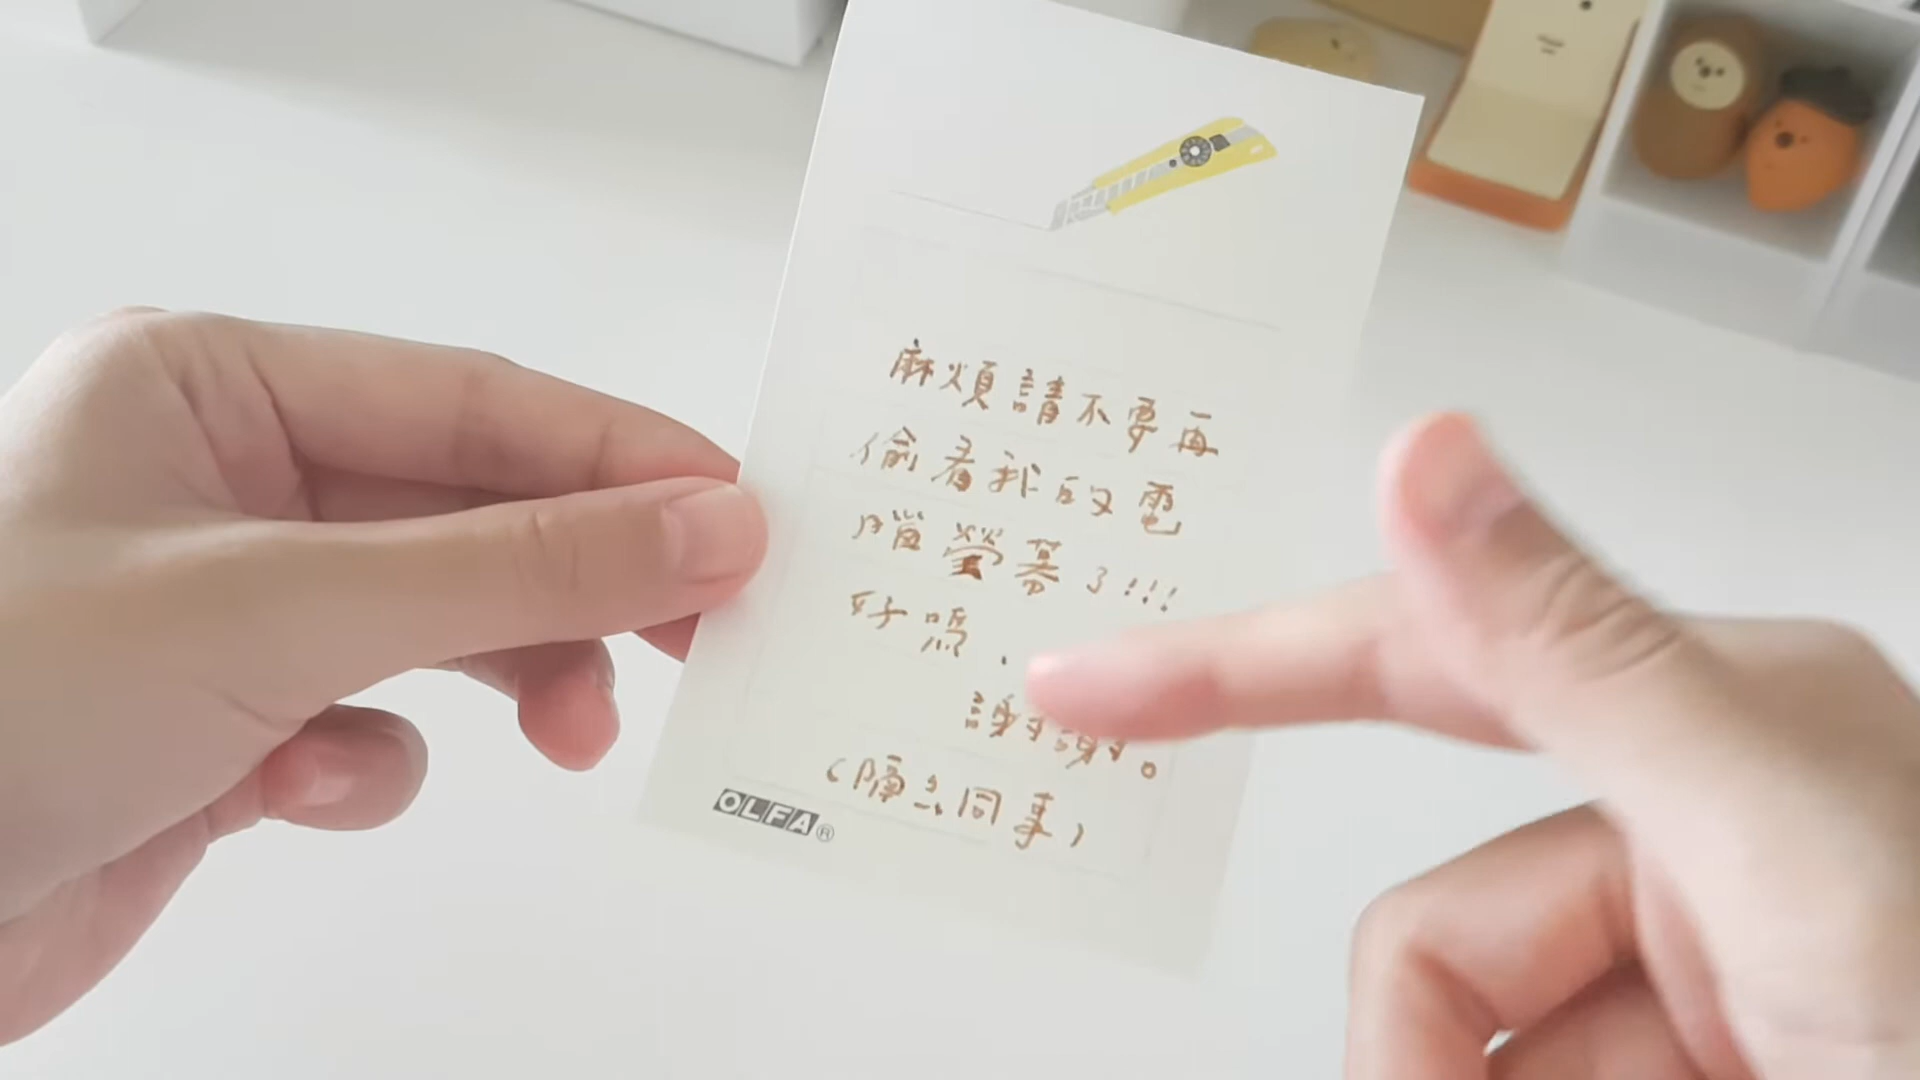 麻煩請不要再
偷看我的電
腦螢幕了!!!
好嗎,
謝謝。
(隔壁同事)
OLFA®